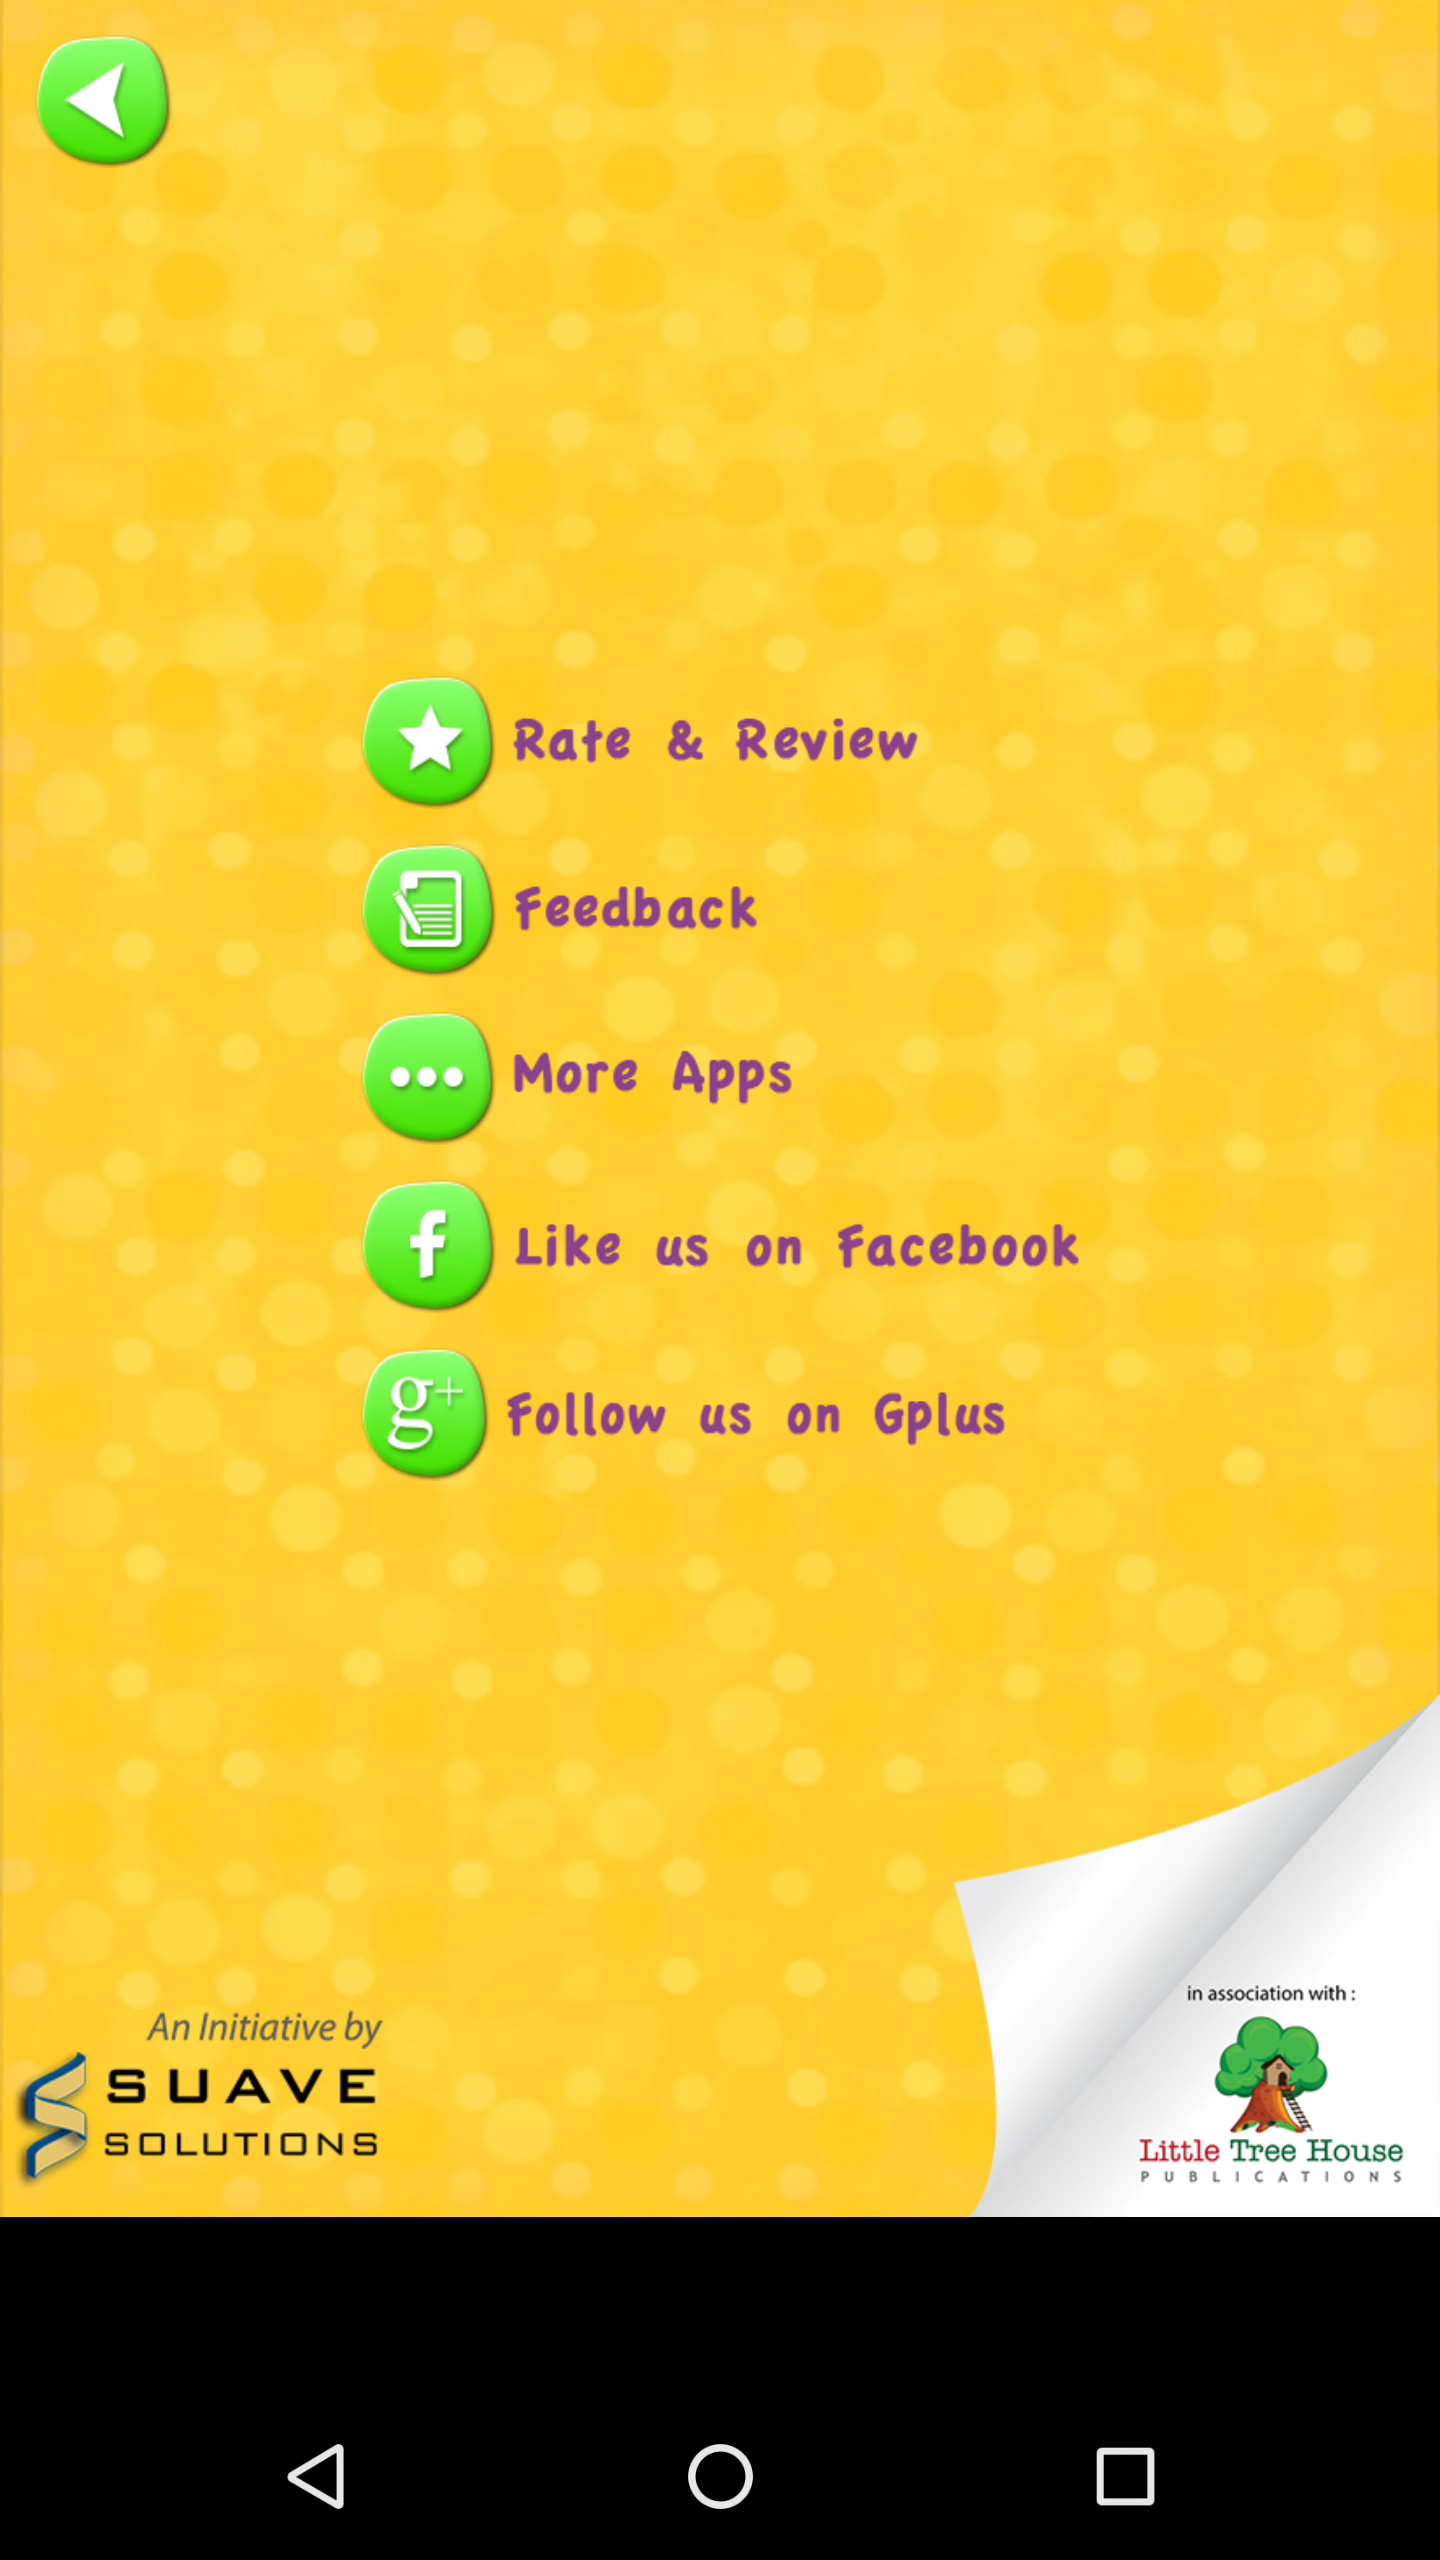 Rate & Review
Feedback
More Apps
f Like us on Facebook
g+ Follow us on Gplus
An Initiative by
SUAVE
SOLUTIONS
in association with :
Little Tree House
PUBLICATIONS